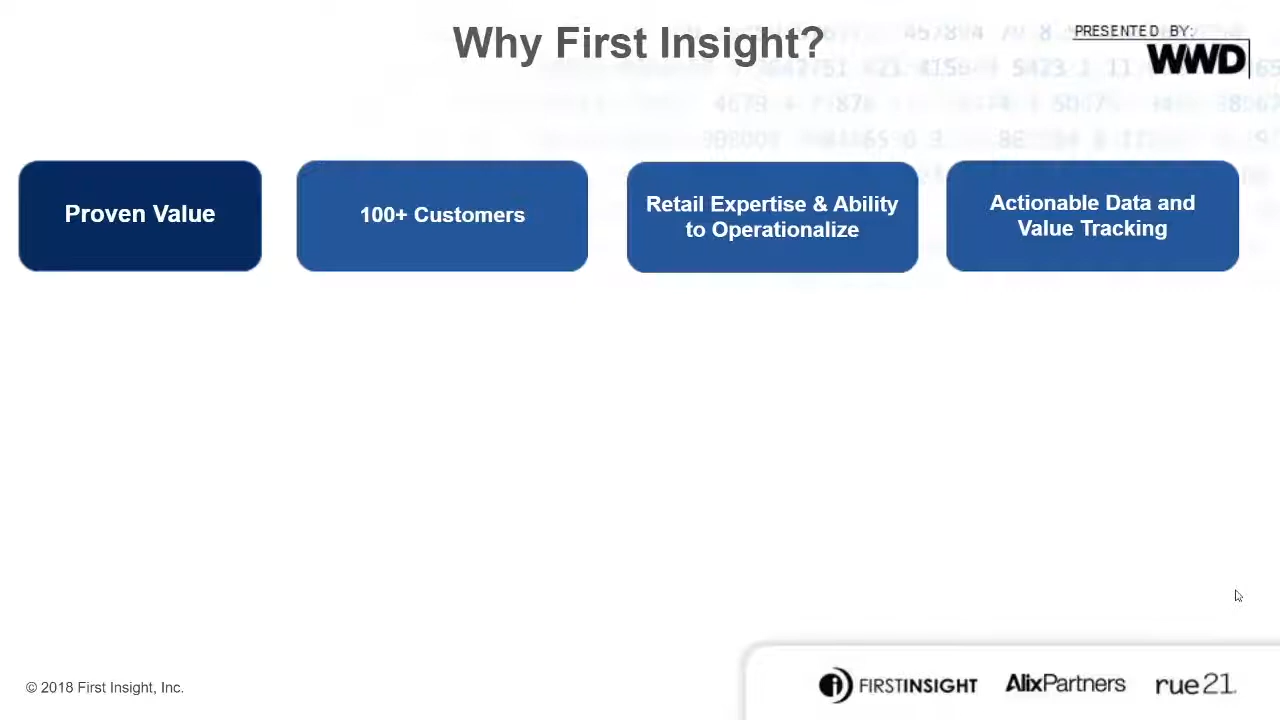 Why First Insight?
PRESENTED BY:
WWD
Proven Value
100+ Customers
Retail Expertise & Ability
to Operationalize
Actionable Data and
Value Tracking
© 2018 First Insight, Inc.
FIRSTINSIGHT
AlixPartners
rue21.